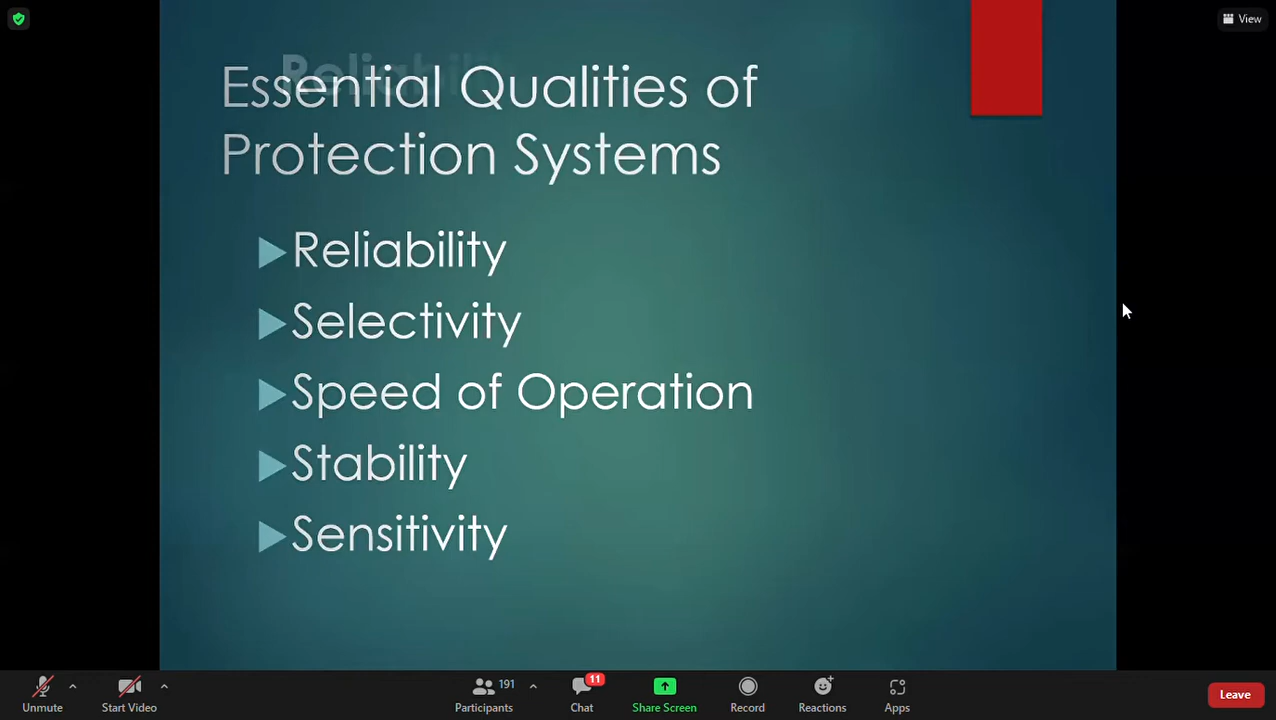 View
Reliabili
Essential Qualities of
Protection Systems
Reliability
Selectivity
Speed of Operation
Stability
Sensitivity
Unmute
Start Video
191
Participants
11
Chat
Share Screen
Record
Reactions
Apps
Leave